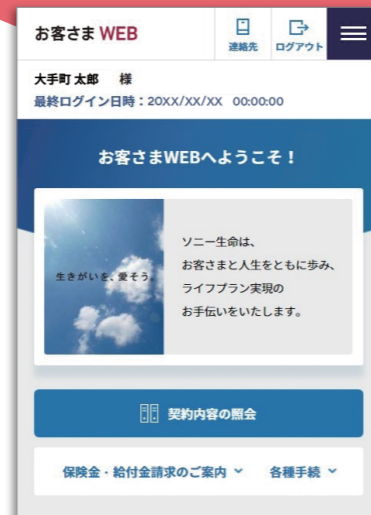 お客さま WEB
連絡先
ログアウト
大手町 太郎 様
最終ログイン日時：20XX/XX/XX 00:00:00
お客さまWEBへようこそ！
生きがいを、愛そう。
ソニー生命は、
お客さまと人生をともに歩み、
ライフプラン実現の
お手伝いをいたします。
契約内容の照会
保険金・給付金請求のご案内
各種手続